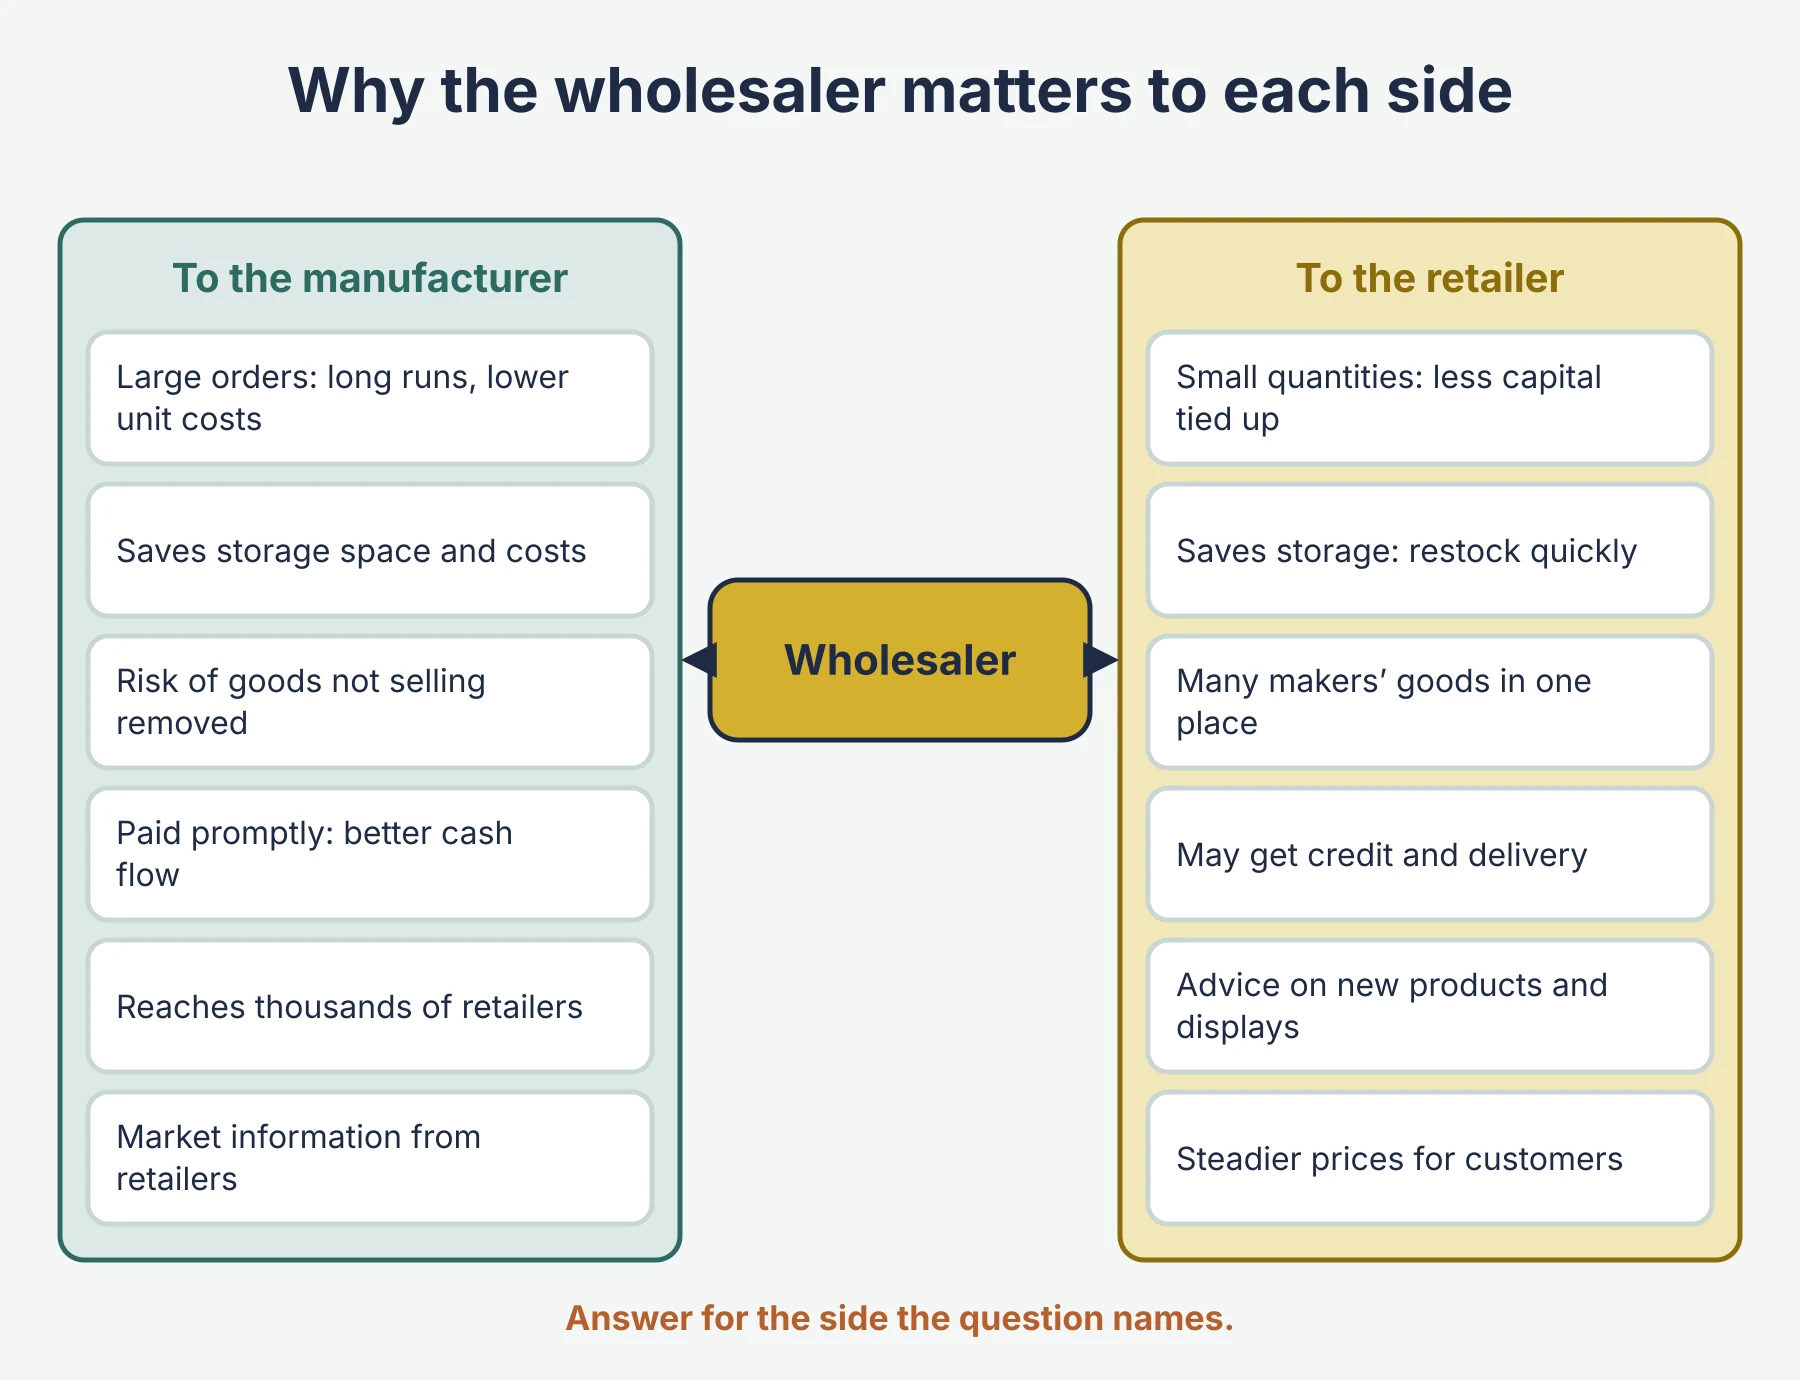 Why the wholesaler matters to each side
To the manufacturer
Large orders: long runs, lower
unit costs
Saves storage space and costs
Risk of goods not selling
removed
Paid promptly: better cash
flow
Reaches thousands of retailers
Market information from
retailers
Wholesaler
To the retailer
Small quantities: less capital
tied up
Saves storage: restock quickly
Many makers’ goods in one
place
May get credit and delivery
Advice on new products and
displays
Steadier prices for customers
Answer for the side the question names.